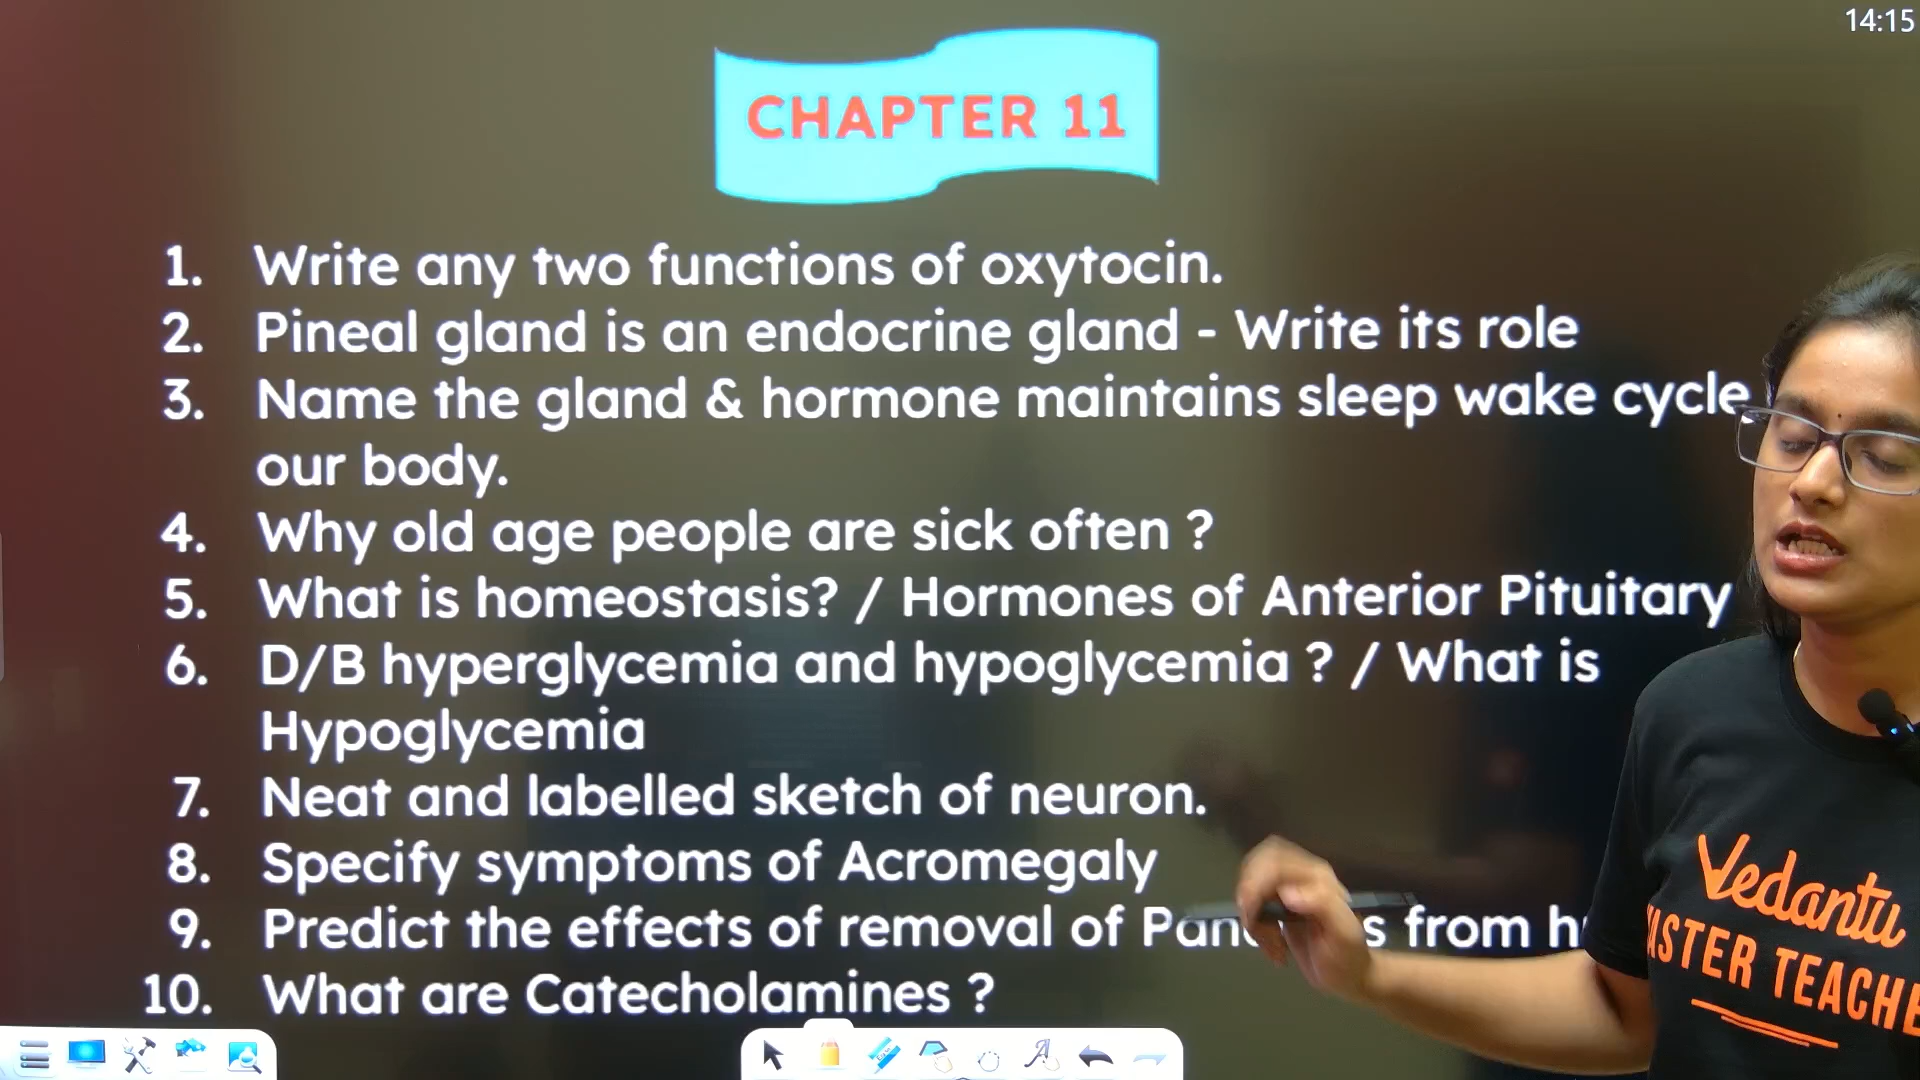 14:15
CHAPTER 11
1. Write any two functions of oxytocin.
2. Pineal gland is an endocrine gland - Write its role
3. Name the gland & hormone maintains sleep wake cycle
our body.
4. Why old age people are sick often ?
5. What is homeostasis? / Hormones of Anterior Pituitary
6. D/B hyperglycemia and hypoglycemia ? / What is
Hypoglycemia
7. Neat and labelled sketch of neuron.
8. Specify symptoms of Acromegaly
9. Predict the effects of removal of from
10. What are Catecholamines ?
Vedantu